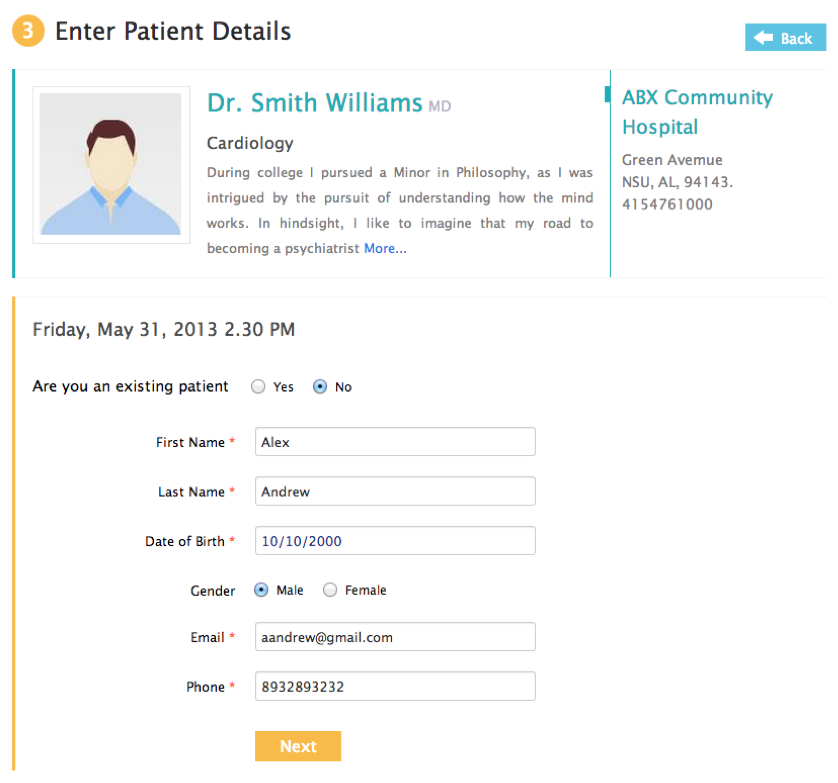 3 Enter Patient Details
Back
Dr. Smith Williams MD
Cardiology
During college I pursued a Minor in Philosophy, as I was
intrigued by the pursuit of understanding how the mind
works. In hindsight, I like to imagine that my road to
becoming a psychiatrist More...
ABX Community
Hospital
Green Avenue
NSU, AL, 94143.
4154761000
Friday, May 31, 2013 2.30 PM
Are you an existing patient Yes No
First Name * Alex
Last Name * Andrew
Date of Birth * 10/10/2000
Gender Male Female
Email * aandrew@gmail.com
Phone * 8932893232
Next